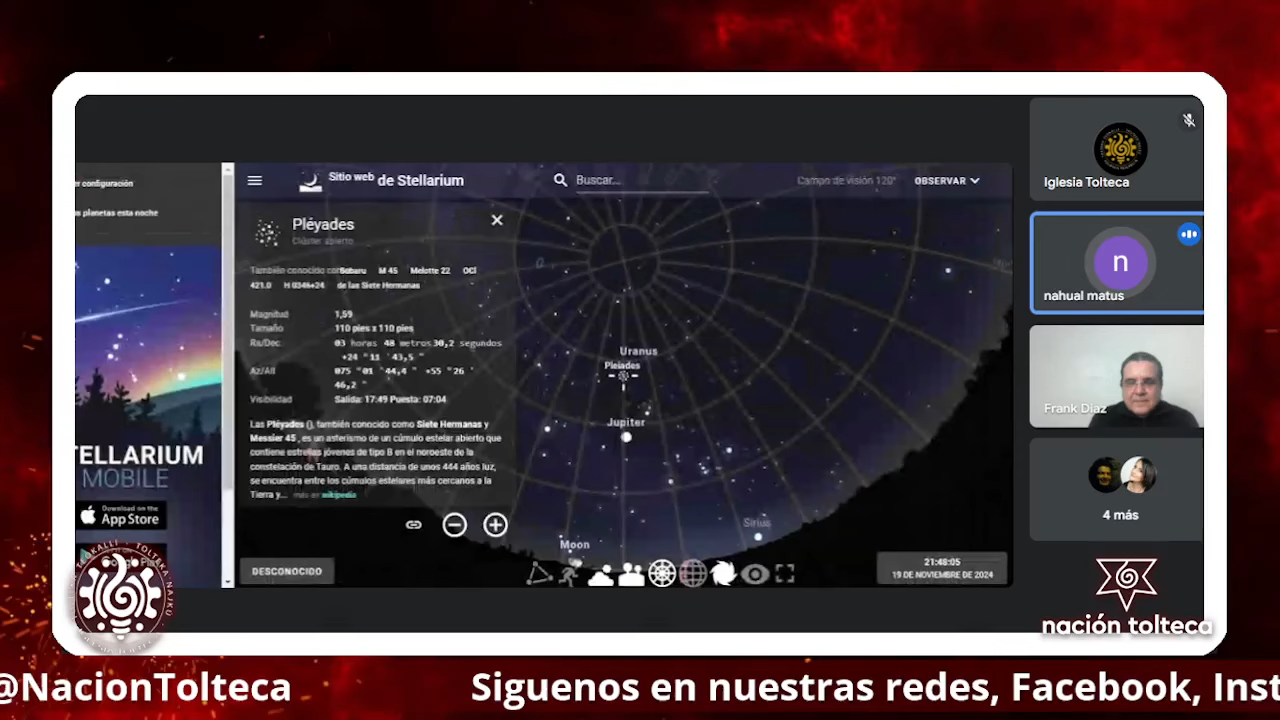 er configuración
s planetas esta noche
TELLARIUM
MOBILE
Download on the
App Store
Sitio web de Stellarium
Buscar...
Campo de visión 120°
OBSERVAR
Pléyades
Clúster abierto
También conocido como Subaru M 45 Melotte 22 OCl
421.0 H 0346+24 de las Siete Hermanas
Magnitud 1,59
Tamaño 110 pies x 110 pies
Ra/Dec: 03 horas 48 metros 30,2 segundos
+24 °11 '43,5 "
Az/Alt 075 °01 '44,4 " +55 °26 '
46,2 "
Visibilidad Salida: 17:49 Puesta: 07:04
Las Pléyades (), también conocido como Siete Hermanas y
Messier 45 , es un asterismo de un cúmulo estelar abierto que
contiene estrellas jóvenes de tipo B en el noroeste de la
constelación de Tauro. A una distancia de unos 444 años luz,
se encuentra entre los cúmulos estelares más cercanos a la
Tierra y... más en wikipedia
DESCONOCIDO
Uranus
Pleiades
Jupiter
Sirius
Moon
21:48:05
19 DE NOVIEMBRE DE 2024
Iglesia Tolteca
n
nahual matus
Frank Diaz
4 más
nación tolteca
@NacionTolteca
Siguenos en nuestras redes, Facebook, Inst